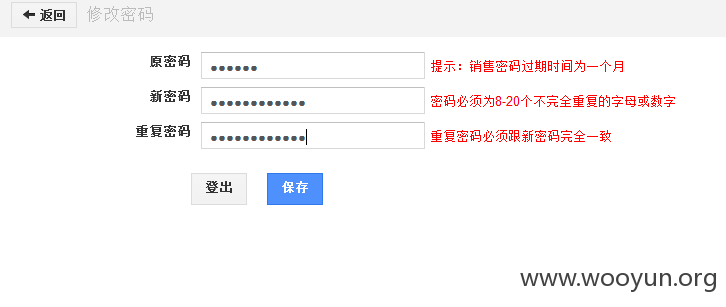 返回 修改密码
原密码 •••••• 提示：销售密码过期时间为一个月
新密码 •••••••••••• 密码必须为8-20个不完全重复的字母或数字
重复密码 •••••••••••• 重复密码必须跟新密码完全一致
登出 保存
www.wooyun.org